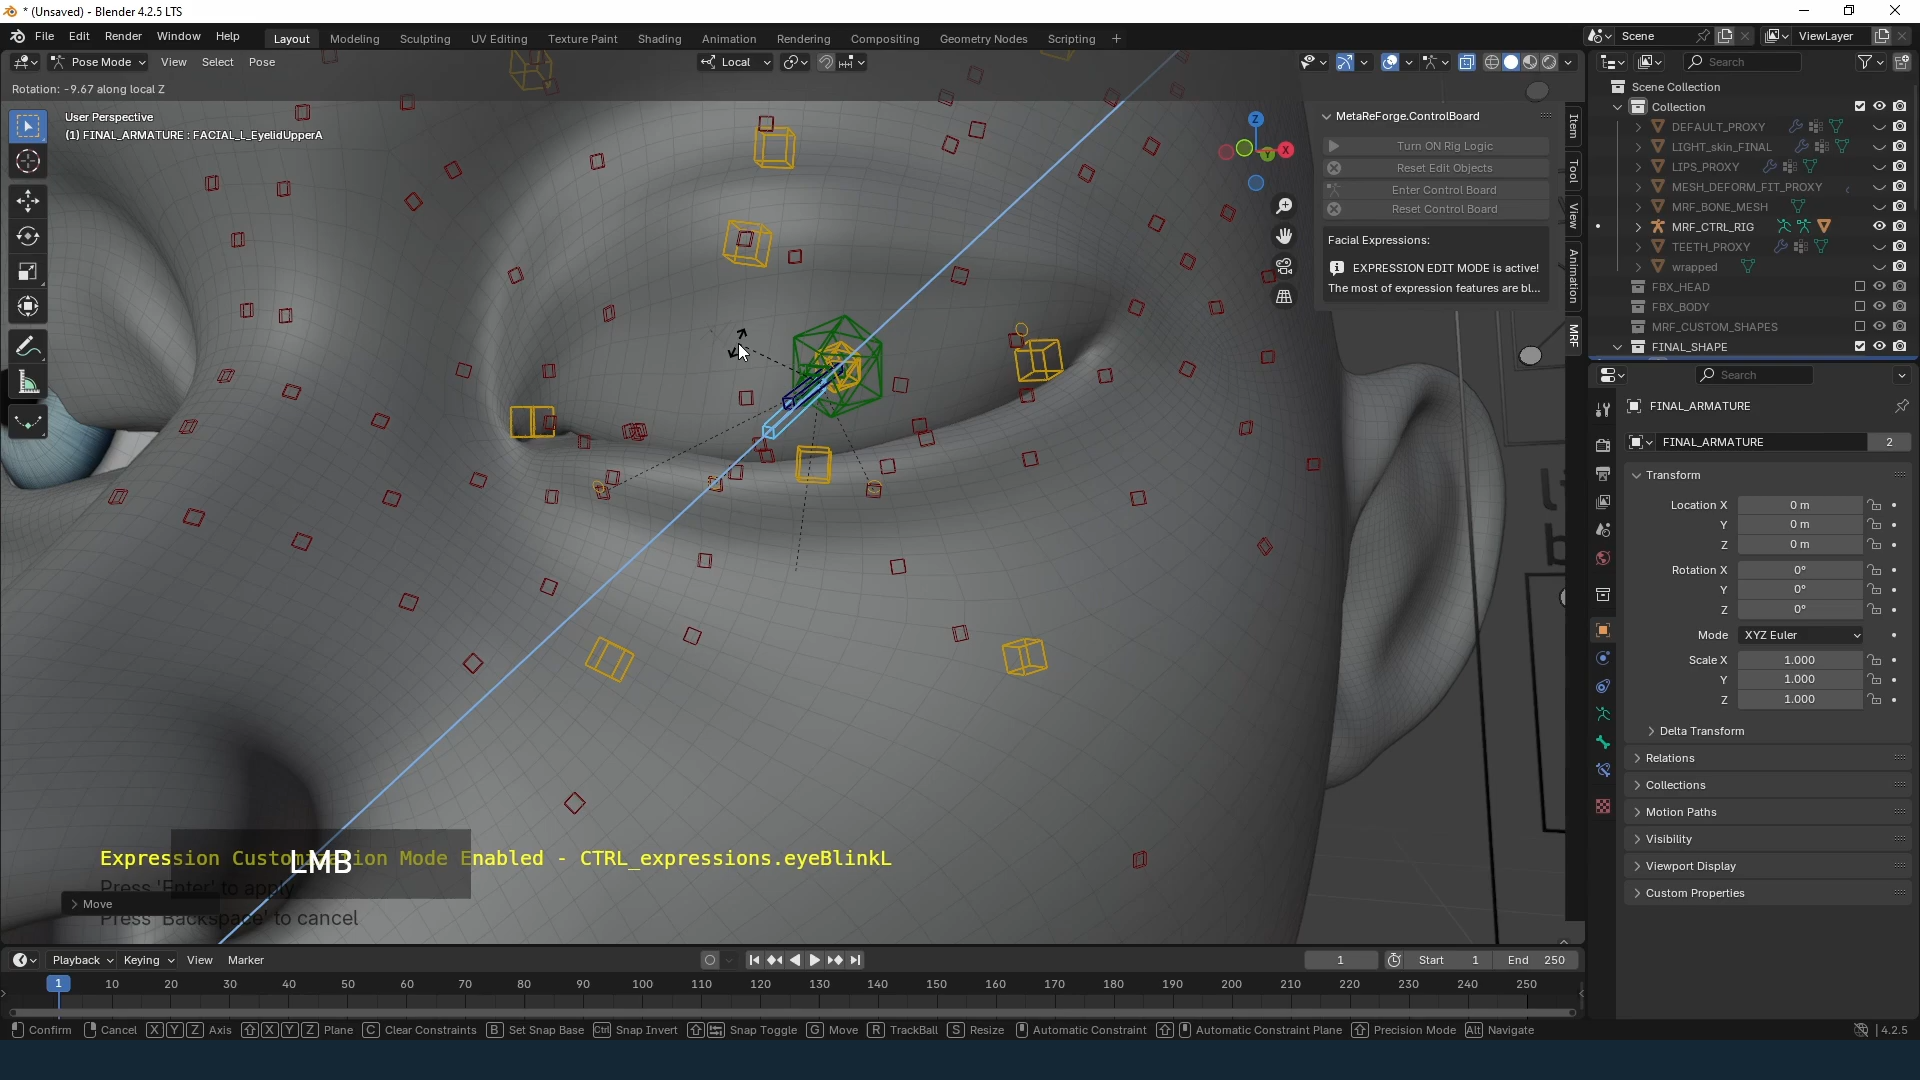 * (Unsaved) - Blender 4.2.5 LTS
File Edit Render Window Help Layout Modeling Sculpting UV Editing Texture Paint Shading Animation Rendering Compositing Geometry Nodes Scripting + Scene ViewLayer
Pose Mode View Select Pose Local Search
Rotation: -9.67 along local Z
User Perspective
(1) FINAL_ARMATURE : FACIAL_L_EyelidUpperA
Z
X
Y
MetaReForge.ControlBoard
Turn ON Rig Logic
Reset Edit Objects
Enter Control Board
Reset Control Board
Facial Expressions:
EXPRESSION EDIT MODE is active!
The most of expression features are bl...
Item
Tool
View
Animation
MRF
Scene Collection
Collection
DEFAULT_PROXY
LIGHT_skin_FINAL
LIPS_PROXY
MESH_DEFORM_FIT_PROXY
MRF_BONE_MESH
MRF_CTRL_RIG
TEETH_PROXY
wrapped
FBX_HEAD
FBX_BODY
MRF_CUSTOM_SHAPES
FINAL_SHAPE
Search
FINAL_ARMATURE
FINAL_ARMATURE 2
Transform
Location X 0 m
Y 0 m
Z 0 m
Rotation X 0°
Y 0°
Z 0°
Mode XYZ Euler
Scale X 1.000
Y 1.000
Z 1.000
Delta Transform
Relations
Collections
Motion Paths
Visibility
Viewport Display
Custom Properties
Expression Customization Mode Enabled - CTRL_expressions.eyeBlinkL
LMB
Press 'Enter' to apply
Move
Press 'Backspace' to cancel
Playback Keying View Marker 1 Start 1 End 250
1 10 20 30 40 50 60 70 80 90 100 110 120 130 140 150 160 170 180 190 200 210 220 230 240 250
Confirm Cancel X Y Z Axis X Y Z Plane C Clear Constraints B Set Snap Base Ctrl Snap Invert Snap Toggle G Move R TrackBall S Resize Automatic Constraint Automatic Constraint Plane Precision Mode Alt Navigate 4.2.5